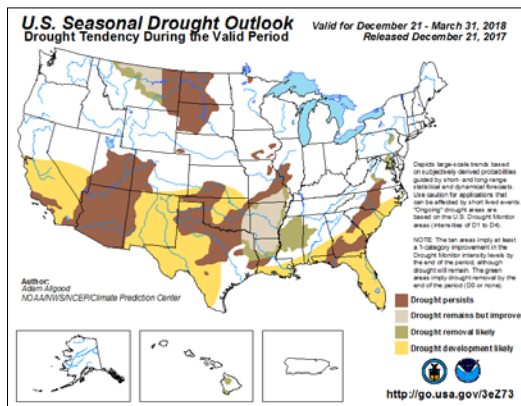 U.S. Seasonal Drought Outlook
Drought Tendency During the Valid Period
Valid for December 21 - March 31, 2018
Released December 21, 2017
Depicts large-scale trends based
on subjectively derived probabilities
guided by short- and long-range
statistical and dynamical forecasts.
Use caution for applications that
can be affected by short lived events.
"Ongoing" drought areas are
based on the U.S. Drought Monitor
areas (intensities of D1 to D4).
NOTE: The tan areas imply at least
a 1-category improvement in the
Drought Monitor intensity levels by
the end of the period, although
drought will remain. The green
areas imply drought removal by the
end of the period (D0 or none).
Author:
Adam Allgood
NOAA/NWS/NCEP/Climate Prediction Center
Drought persists
Drought remains but improve
Drought removal likely
Drought development likely
http://go.usa.gov/3eZ73